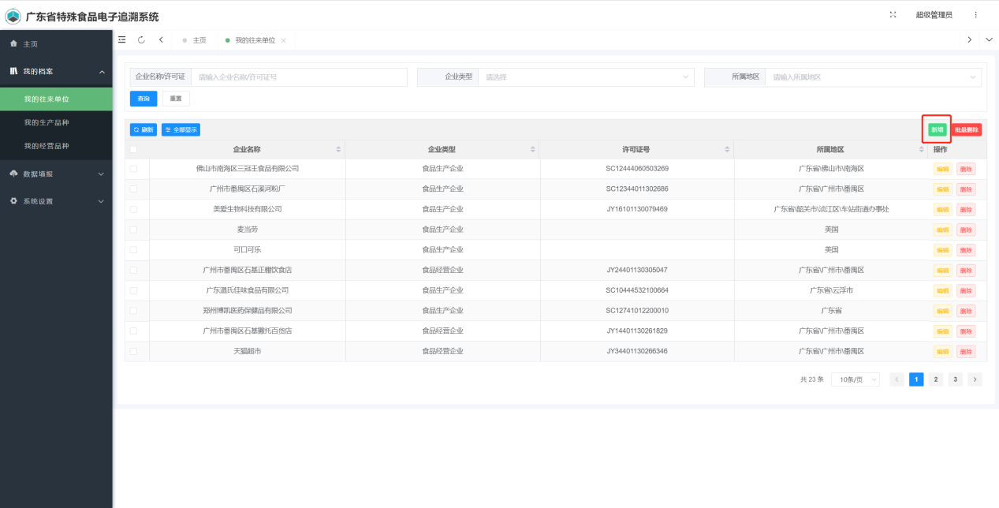 广东省特殊食品电子追溯系统
超级管理员
主页
我的档案
我的往来单位
我的生产品种
我的经营品种
数据填报
系统设置
主页 我的往来单位
企业名称/许可证 请输入企业名称/许可证号 企业类型 请选择 所属地区 请输入所属地区
查询 重置
刷新 全部显示 新增 批量删除
企业名称 企业类型 许可证号 所属地区 操作
佛山市南海区三冠王食品有限公司 食品生产企业 SC12444060503269 广东省\佛山市\南海区 编辑 删除
广州市番禺区石溪河粉厂 食品生产企业 SC12344011302686 广东省\广州市\番禺区 编辑 删除
美爱生物科技有限公司 食品生产企业 JY16101130079469 广东省\韶关市\浈江区\车站街道办事处 编辑 删除
麦当劳 食品生产企业 美国 编辑 删除
可口可乐 食品生产企业 美国 编辑 删除
广州市番禺区石基正棚饮食店 食品经营企业 JY24401130305047 广东省\广州市\番禺区 编辑 删除
广东温氏佳味食品有限公司 食品生产企业 SC10444532100664 广东省\云浮市 编辑 删除
郑州博凯医药保健品有限公司 食品生产企业 SC12741012200010 广东省 编辑 删除
广州市番禺区石基撇托百货店 食品经营企业 JY14401130261829 广东省\广州市\番禺区 编辑 删除
天猫超市 食品经营企业 JY34401130266346 广东省\广州市\番禺区 编辑 删除
共 23 条 10条/页 1 2 3